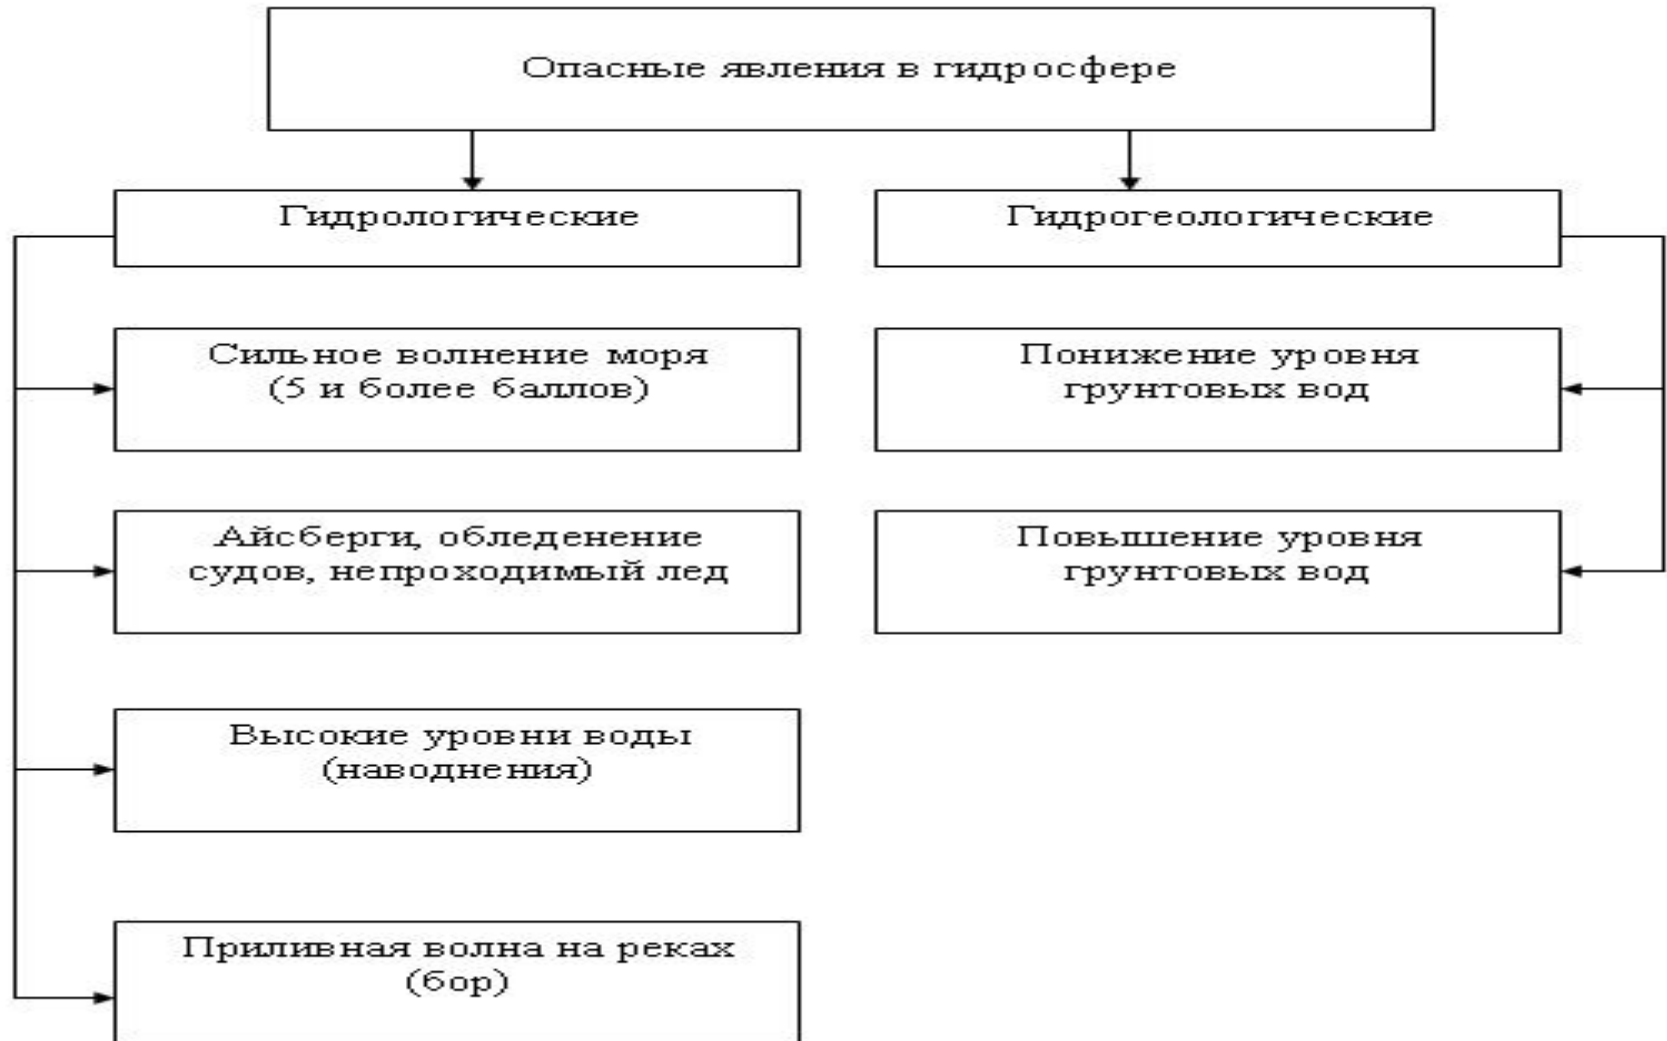 Опасные явления в гидросфере
Гидрологические
Гидрогеологические
Сильное волнение моря
(5 и более баллов)
Понижение уровня
грунтовых вод
Айсберги, обледенение
судов, непроходимый лед
Повышение уровня
грунтовых вод
Высокие уровни воды
(наводнения)
Приливная волна на реках
(бор)